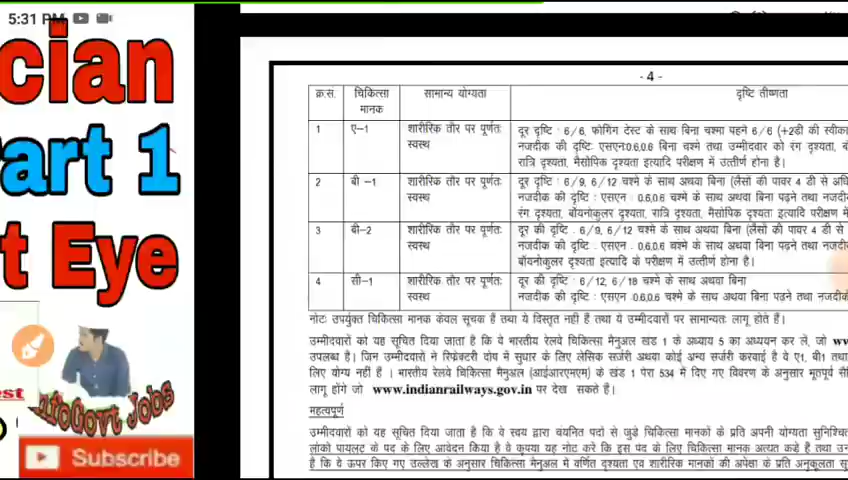 5:31 PM
cian
art 1
t Eye
est
InfoGovt Jobs
Subscribe
- 4 -
क्र.स. चिकित्सा मानक सामान्य योग्यता दृष्टि तीष्णता
1 ए-1 शारीरिक तौर पर पूर्णतः स्वस्थ
दूर दृष्टि : 6/6, फोगिंग टेस्ट के साथ बिना चश्मा पहने 6/6 (+2डी की स्वीका
नजदीक की दृष्टिः एसएनः0.6,0.6 बिना चश्मे तथा उम्मीदवार को रंग दृश्यता,
रात्रि दृश्यता, मैसोपिक दृश्यता इत्यादि परीक्षण में उत्तीर्ण होना है।
2 बी -1 शारीरिक तौर पर पूर्णतः स्वस्थ
दूर दृष्टि : 6/9, 6/12 चश्मे के साथ अथवा बिना (लैसों की पावर 4 डी से अधि
नजदीक की दृष्टि : एसएन : 0.6,0.6 चश्मे के साथ अथवा बिना पढ़ने तथा नजदी
रंग दृश्यता, बॉयनोकुलर दृश्यता, रात्रि दृश्यता, मैसोपिक दृश्यता इत्यादि परीक्षण में
3 बी-2 शारीरिक तौर पर पूर्णतः स्वस्थ
दूर की दृष्टि : 6/9, 6/12 चश्मे के साथ अथवा बिना (लैसों की पावर 4 डी से
नजदीक की दृष्टि : एसएन : 0.6,0.6 चश्मे के साथ अथवा बिना पढने तथा नजदी
बॉयनोकुलर दृश्यता इत्यादि के परीक्षण में उत्तीर्ण होना है।
4 सी-1 शारीरिक तौर पर पूर्णतः स्वस्थ
दूर की दृष्टि : 6/12, 6/18 चश्मे के साथ अथवा बिना
नजदीक की दृष्टि : एसएन 0.6,0.6 चश्मे के साथ अथवा बिना पढने तथा नजदीक
नोटः उपर्युक्त चिकित्सा मानक केवल सूचक हैं तथा ये विस्तृत नहीं हैं तथा ये उम्मीदवारों पर सामान्यतः लागू होते हैं।
उम्मीदवारों को यह सूचित दिया जाता है कि वे भारतीय रेलवे चिकित्सा मैनुअल खंड 1 के अध्याय 5 का अध्ययन कर लें, जो ww
उपलब्ध है। जिन उम्मीदवारों ने रिफ्रेक्टरी दोष में सुधार के लिए लेसिक सर्जरी अथवा कोई अन्य सर्जरी करवाई है वे ए1, बी1 तथा
लिए योग्य नहीं हैं । भारतीय रेलवे चिकित्सा मैनुअल (आईआरएमएम) के खंड 1 पेरा 534 में दिए गए विवरण के अनुसार भूतपूर्व सै
लागू होंगे जो www.indianrailways.gov.in पर देख सकते हैं।
महत्वपूर्ण
उम्मीदवारों को यह सूचित दिया जाता है कि वे स्वयं द्वारा चयनित पदों से जुडे चिकित्सा मानकों के प्रति अपनी योग्यता सुनिश्चि
लोको पायलट के पद के लिए आवेदन किया है वे कृपया यह नोट करे कि इस पद के लिए चिकित्सा मानक अत्यंत कडे हैं तथा उन
है कि वे ऊपर किए गए उल्लेख के अनुसार चिकित्सा मैनुअल में वर्णित दृश्यता एवं शारीरिक मानकों की अपेक्षा के प्रति अनुकूलता सु